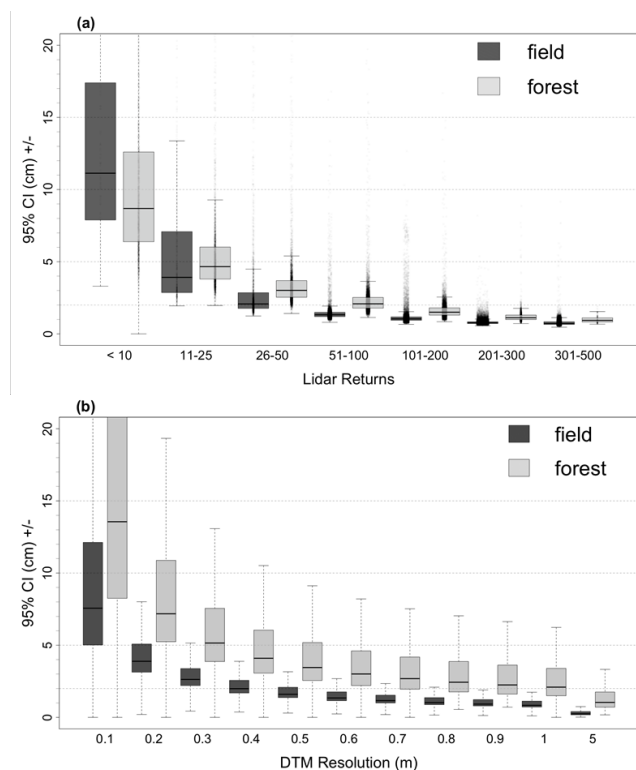 (a)
20
15
10
5
0
95% CI (cm) +/-
field
forest
< 10 11-25 26-50 51-100 101-200 201-300 301-500
Lidar Returns
(b)
20
15
10
5
0
95% CI (cm) +/-
field
forest
0.1 0.2 0.3 0.4 0.5 0.6 0.7 0.8 0.9 1 5
DTM Resolution (m)